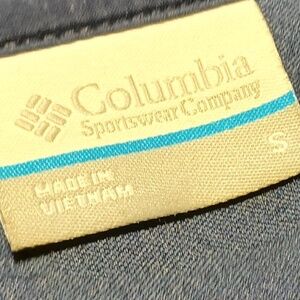 Columbia
Sportswear Company
S
MADE IN
VIETNAM